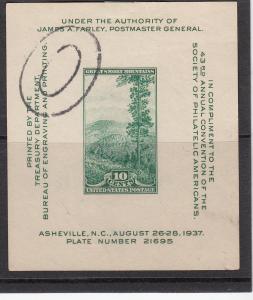 UNDER THE AUTHORITY OF
JAMES A. FARLEY, POSTMASTER GENERAL.
PRINTED BY THE
TREASURY DEPARTMENT,
BUREAU OF ENGRAVING AND PRINTING.
GREAT SMOKY MOUNTAINS
10
CENTS
UNITED STATES POSTAGE
IN COMPLIMENT TO THE
43RD ANNUAL CONVENTION OF THE
SOCIETY OF PHILATELIC AMERICANS.
ASHEVILLE, N.C., AUGUST 26-28, 1937.
PLATE NUMBER 21695